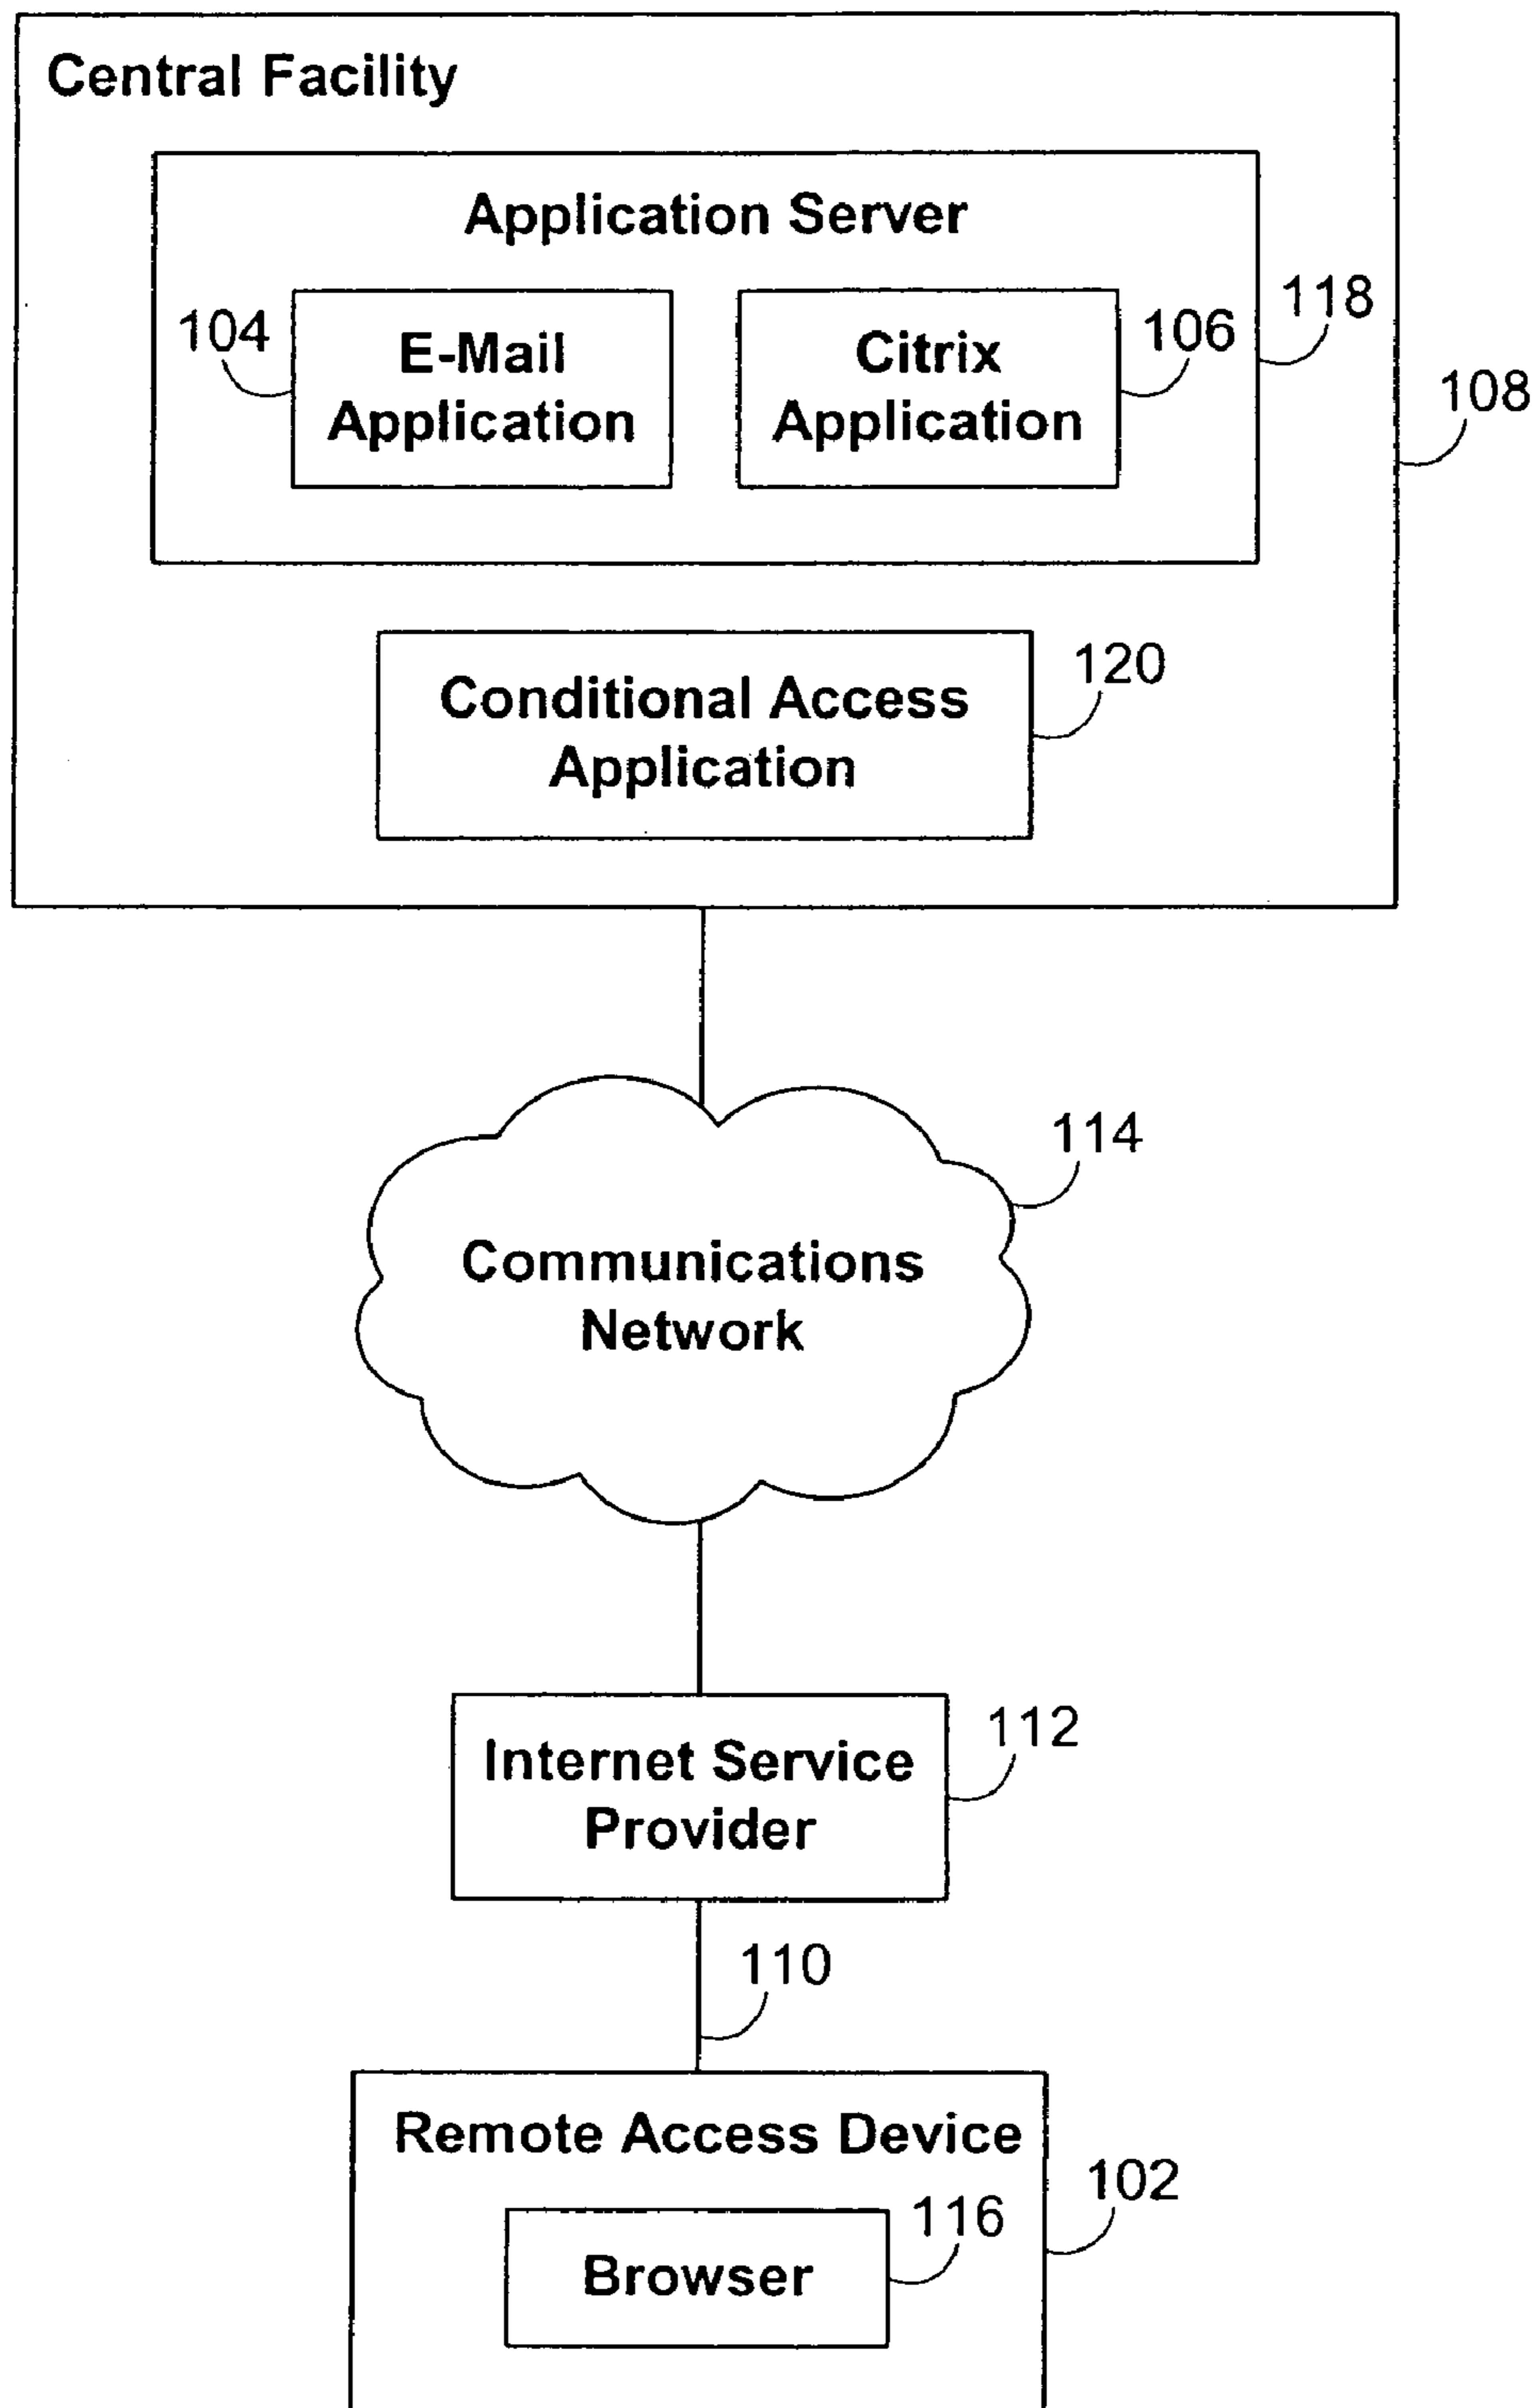 Central Facility
Application Server
104
E-Mail
Application
Citrix
Application
106
118
108
Conditional Access
Application
120
Communications
Network
114
Internet Service
Provider
112
110
Remote Access Device
102
116
Browser